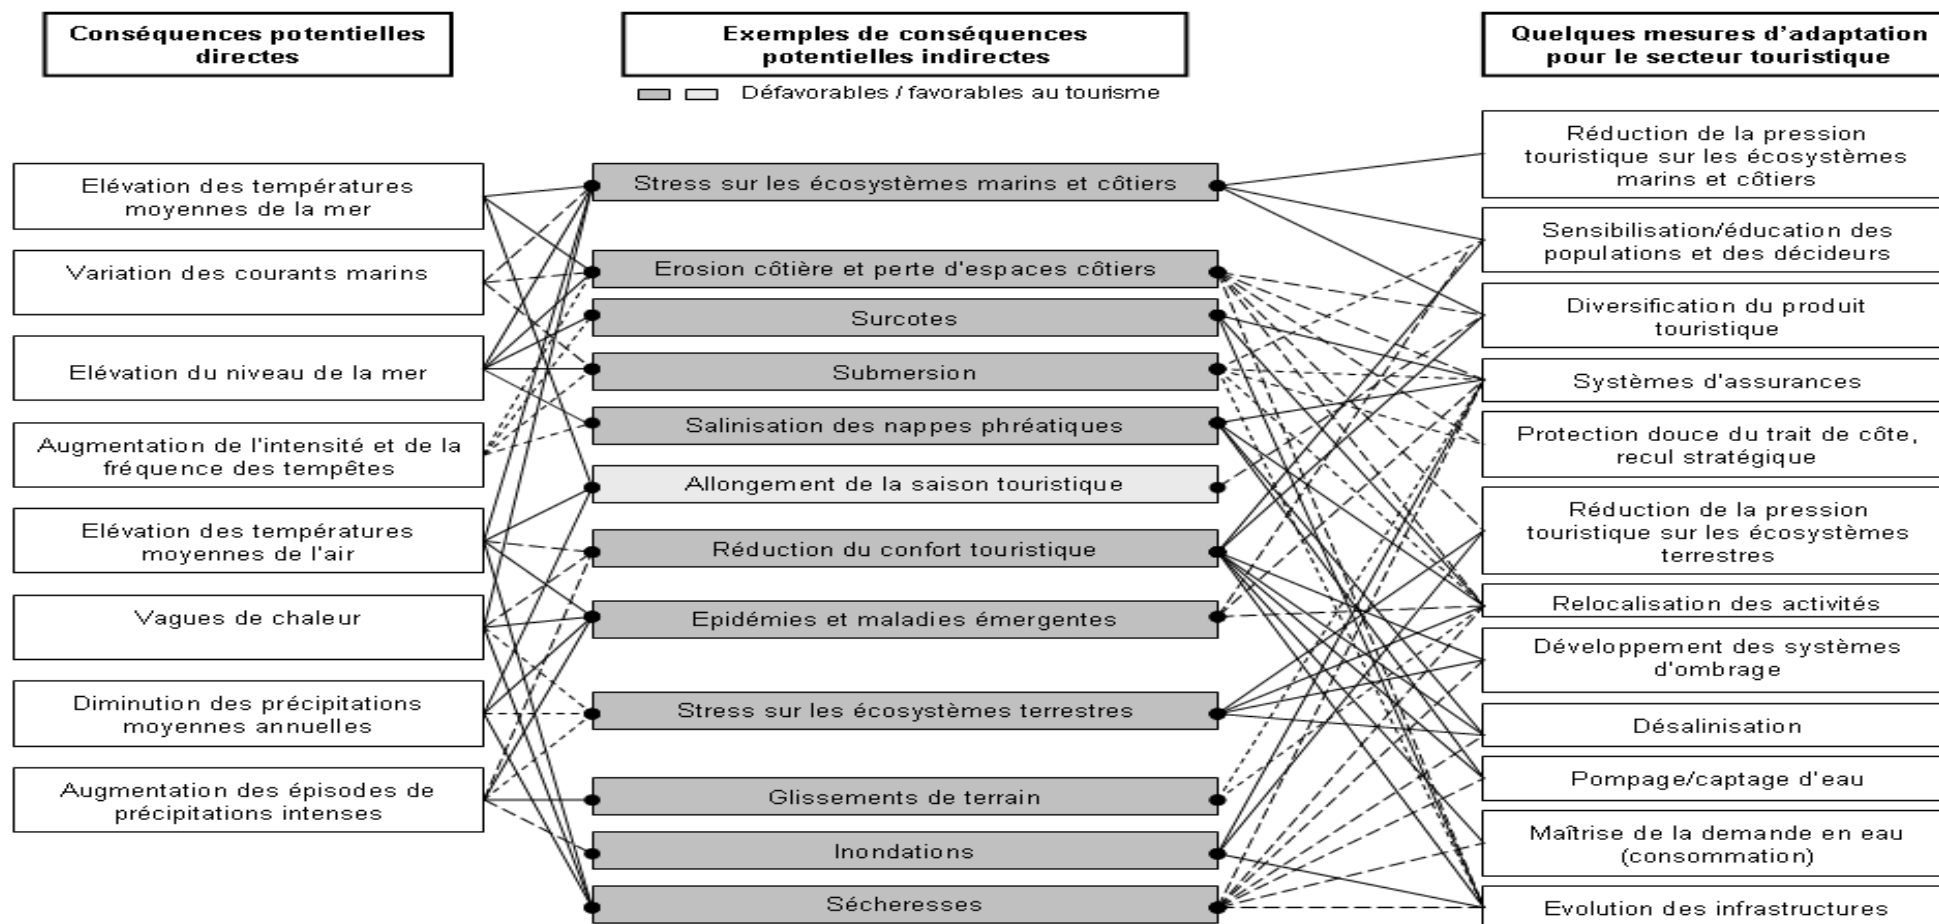 Conséquences potentielles
directes
Exemples de conséquences
potentielles indirectes
Défavorables / favorables au tourisme
Quelques mesures d'adaptation
pour le secteur touristique
Elévation des températures
moyennes de la mer
Variation des courants marins
Elévation du niveau de la mer
Augmentation de l'intensité et de la
fréquence des tempêtes
Elévation des températures
moyennes de l'air
Vagues de chaleur
Diminution des précipitations
moyennes annuelles
Augmentation des épisodes de
précipitations intenses
Stress sur les écosystèmes marins et côtiers
Erosion côtière et perte d'espaces côtiers
Surcotes
Submersion
Salinisation des nappes phréatiques
Allongement de la saison touristique
Réduction du confort touristique
Epidémies et maladies émergentes
Stress sur les écosystèmes terrestres
Glissements de terrain
Inondations
Sécheresses
Réduction de la pression
touristique sur les écosystèmes
marins et côtiers
Sensibilisation/éducation des
populations et des décideurs
Diversification du produit
touristique
Systèmes d'assurances
Protection douce du trait de côte,
recul stratégique
Réduction de la pression
touristique sur les écosystèmes
terrestres
Relocalisation des activités
Développement des systèmes
d'ombrage
Désalinisation
Pompage/captage d'eau
Maîtrise de la demande en eau
(consommation)
Evolution des infrastructures